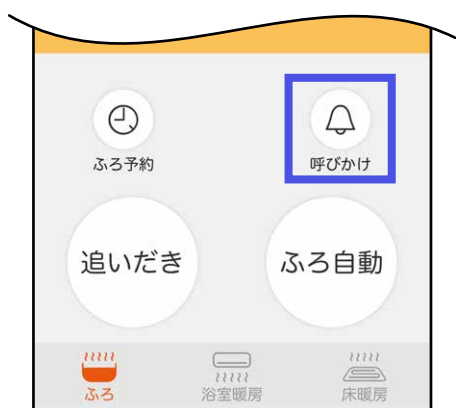 ふろ予約
呼びかけ
追いだき
ふろ自動
ふろ
浴室暖房
床暖房